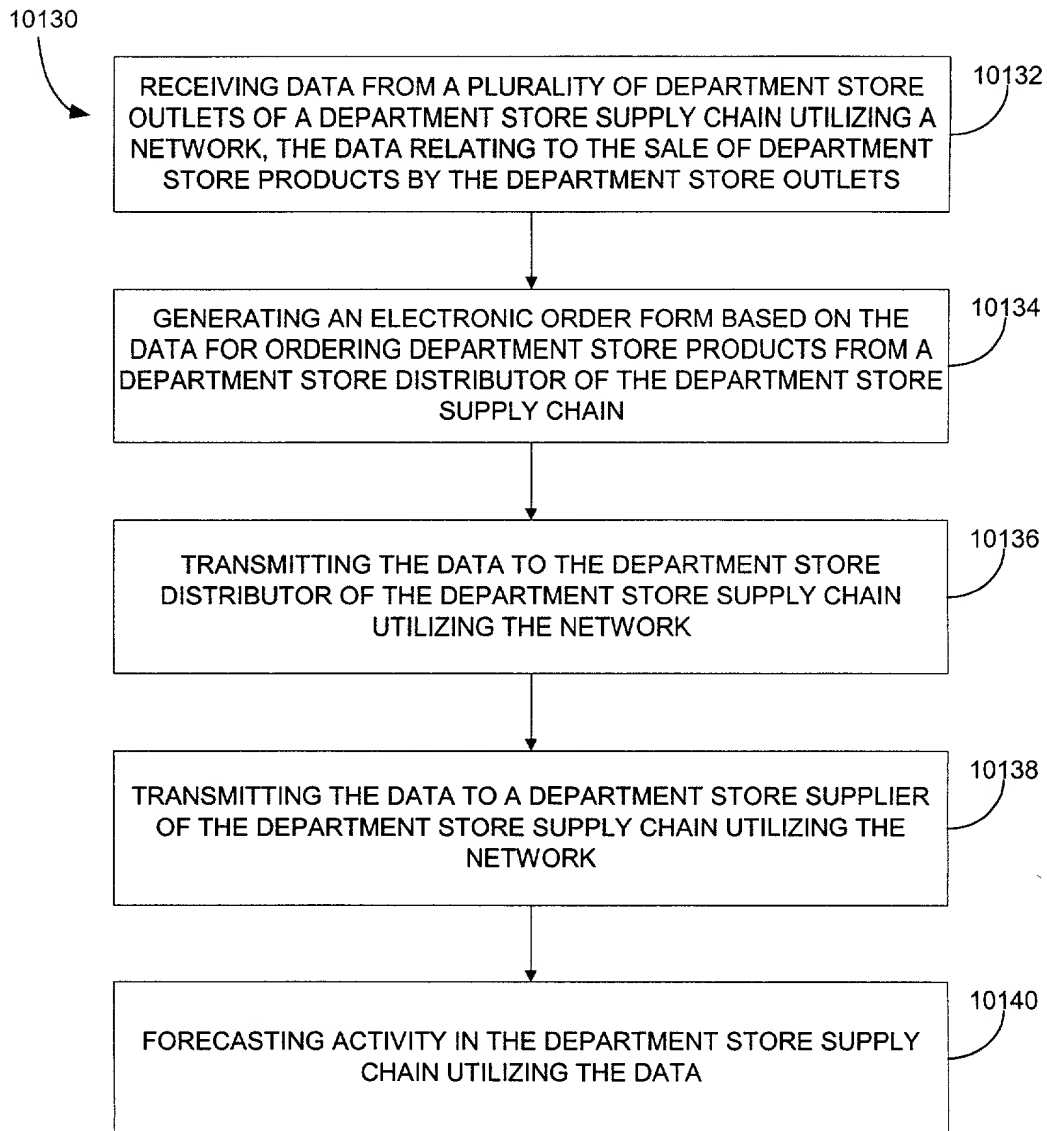 10130
10132
RECEIVING DATA FROM A PLURALITY OF DEPARTMENT STORE
OUTLETS OF A DEPARTMENT STORE SUPPLY CHAIN UTILIZING A
NETWORK, THE DATA RELATING TO THE SALE OF DEPARTMENT
STORE PRODUCTS BY THE DEPARTMENT STORE OUTLETS
10134
GENERATING AN ELECTRONIC ORDER FORM BASED ON THE
DATA FOR ORDERING DEPARTMENT STORE PRODUCTS FROM A
DEPARTMENT STORE DISTRIBUTOR OF THE DEPARTMENT STORE
SUPPLY CHAIN
10136
TRANSMITTING THE DATA TO THE DEPARTMENT STORE
DISTRIBUTOR OF THE DEPARTMENT STORE SUPPLY CHAIN
UTILIZING THE NETWORK
10138
TRANSMITTING THE DATA TO A DEPARTMENT STORE SUPPLIER
OF THE DEPARTMENT STORE SUPPLY CHAIN UTILIZING THE
NETWORK
10140
FORECASTING ACTIVITY IN THE DEPARTMENT STORE SUPPLY
CHAIN UTILIZING THE DATA